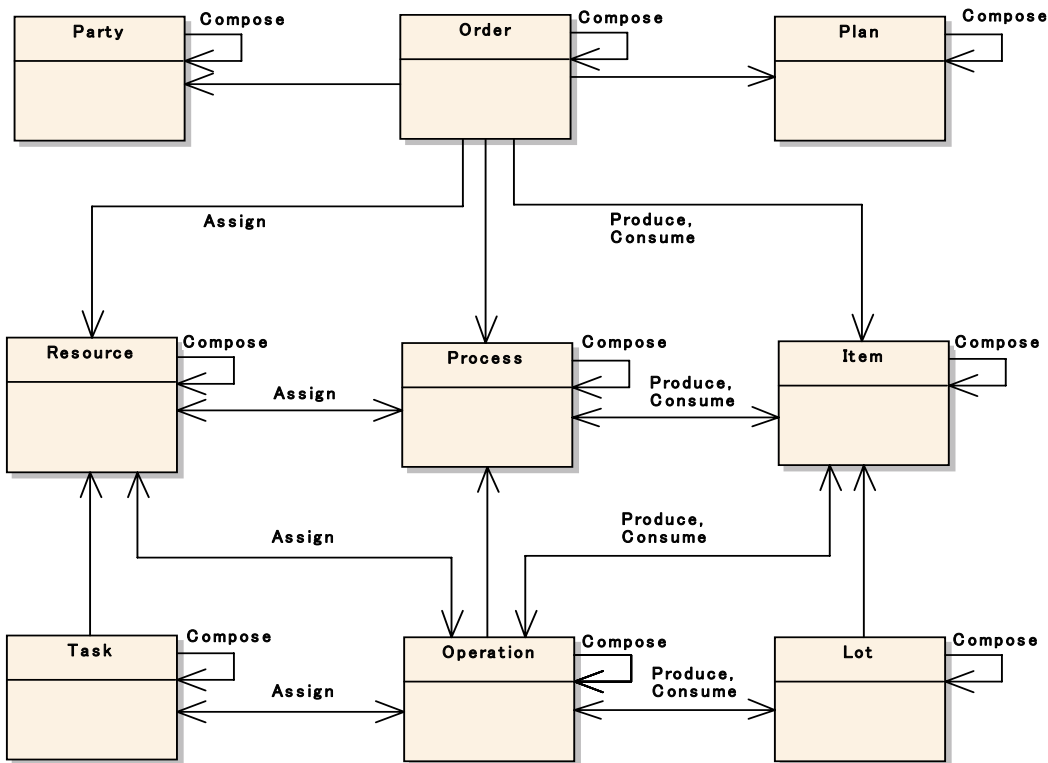 Party
Compose
Order
Compose
Plan
Compose
Assign
Produce,
Consume
Resource
Compose
Process
Compose
Item
Compose
Assign
Produce,
Consume
Assign
Produce,
Consume
Task
Compose
Operation
Compose
Lot
Compose
Assign
Produce,
Consume